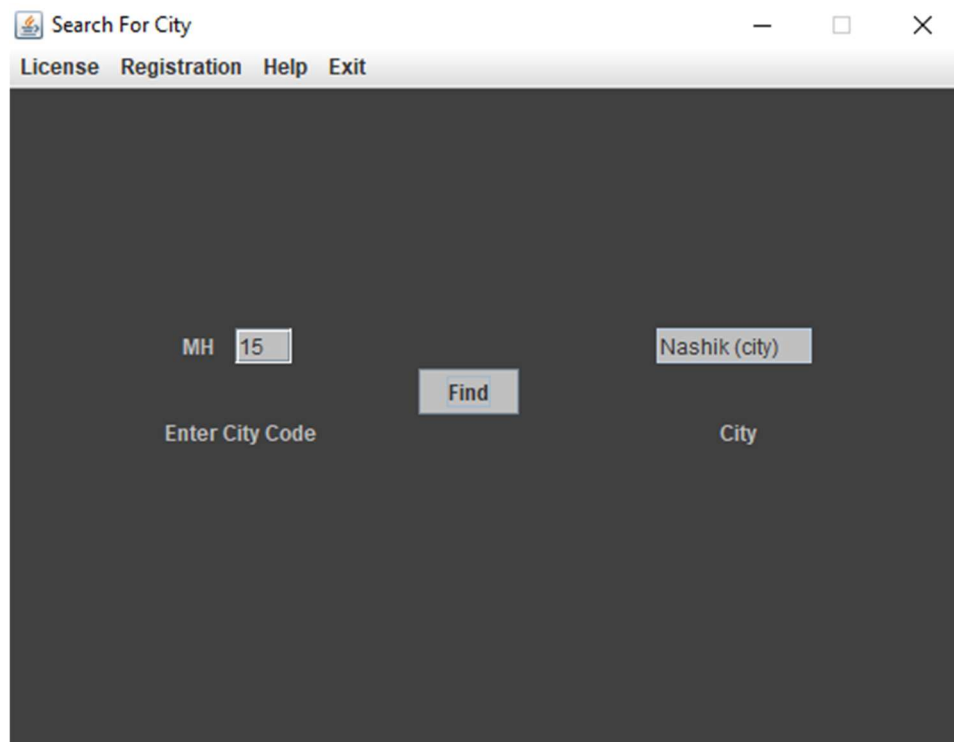 Search For City
License Registration Help Exit
MH 15 Nashik (city)
Find
Enter City Code City